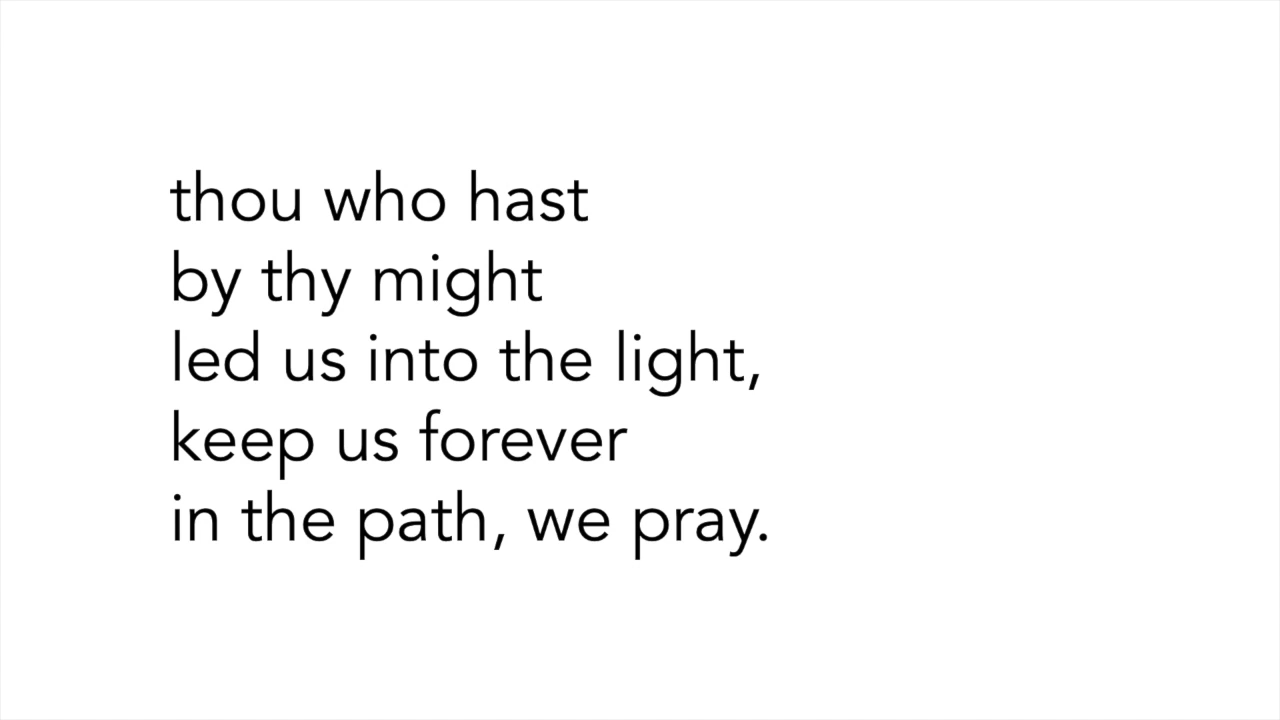 thou who hast
by thy might
led us into the light,
keep us forever
in the path, we pray.